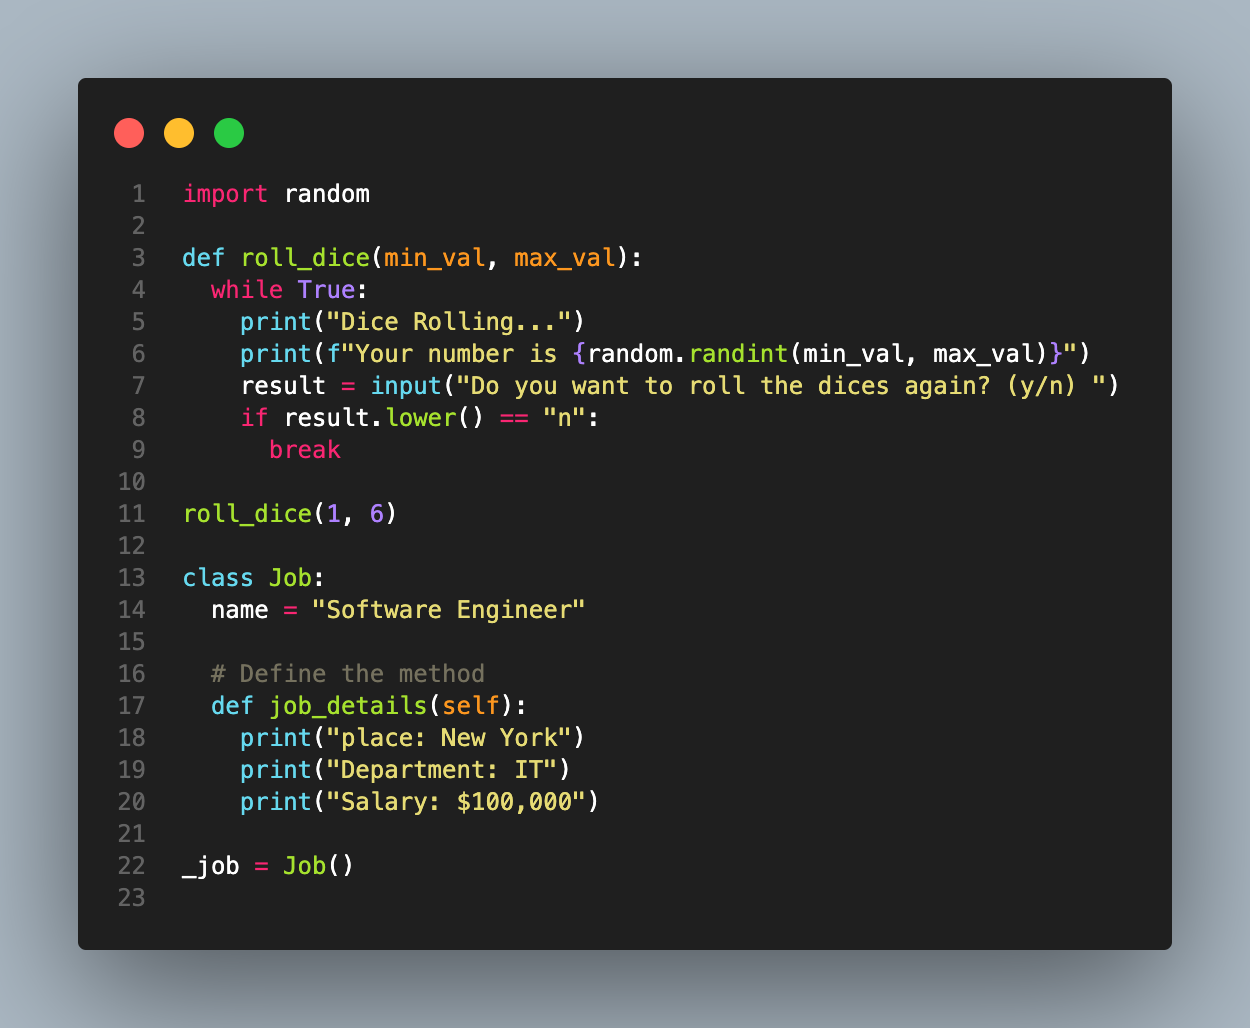 1 import random
2
3 def roll_dice(min_val, max_val):
4   while True:
5     print("Dice Rolling...")
6     print(f"Your number is {random.randint(min_val, max_val)}")
7     result = input("Do you want to roll the dices again? (y/n) ")
8     if result.lower() == "n":
9       break
10
11 roll_dice(1, 6)
12
13 class Job:
14   name = "Software Engineer"
15
16   # Define the method
17   def job_details(self):
18     print("place: New York")
19     print("Department: IT")
20     print("Salary: $100,000")
21
22 _job = Job()
23